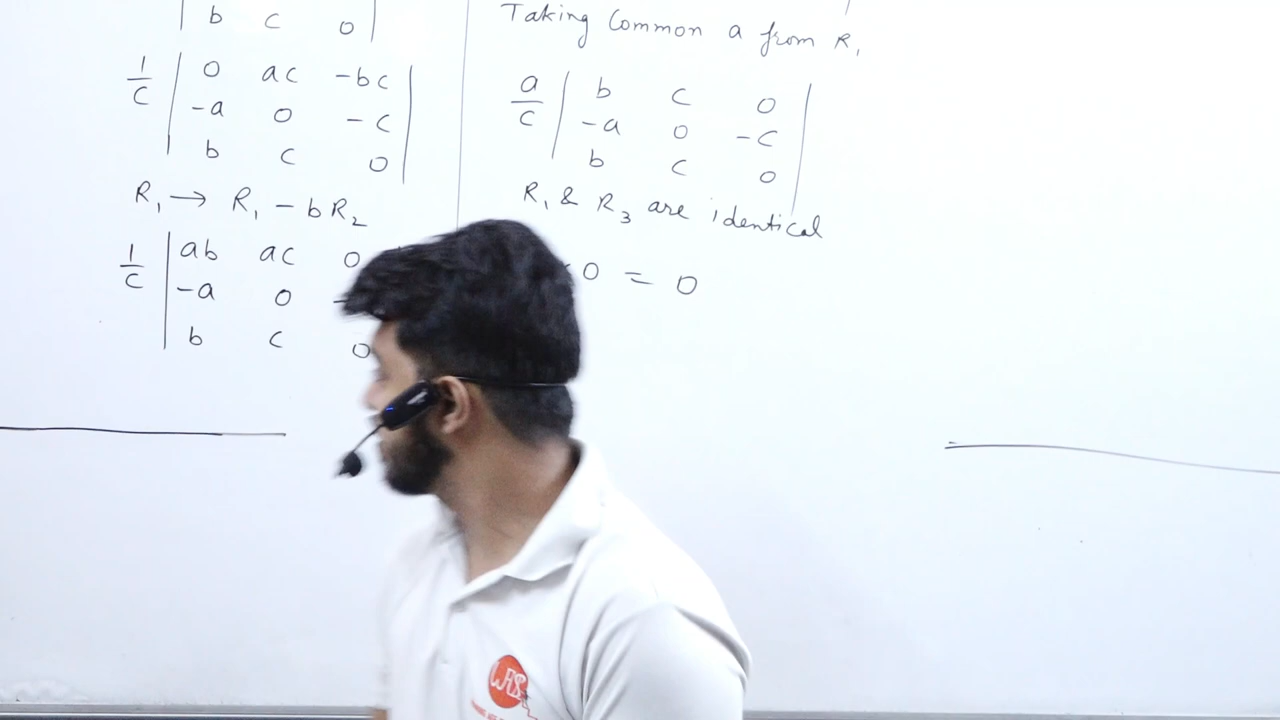 | b c 0 |
1/c | 0 ac -bc |
| -a 0 -c |
| b c 0 |
R₁ → R₁ - bR₂
1/c | ab ac 0
| -a 0 -
| b c 0
Taking Common a from R₁
a/c | b c 0 |
| -a 0 -c |
| b c 0 |
R₁ & R₃ are identical
0 = 0
WAS